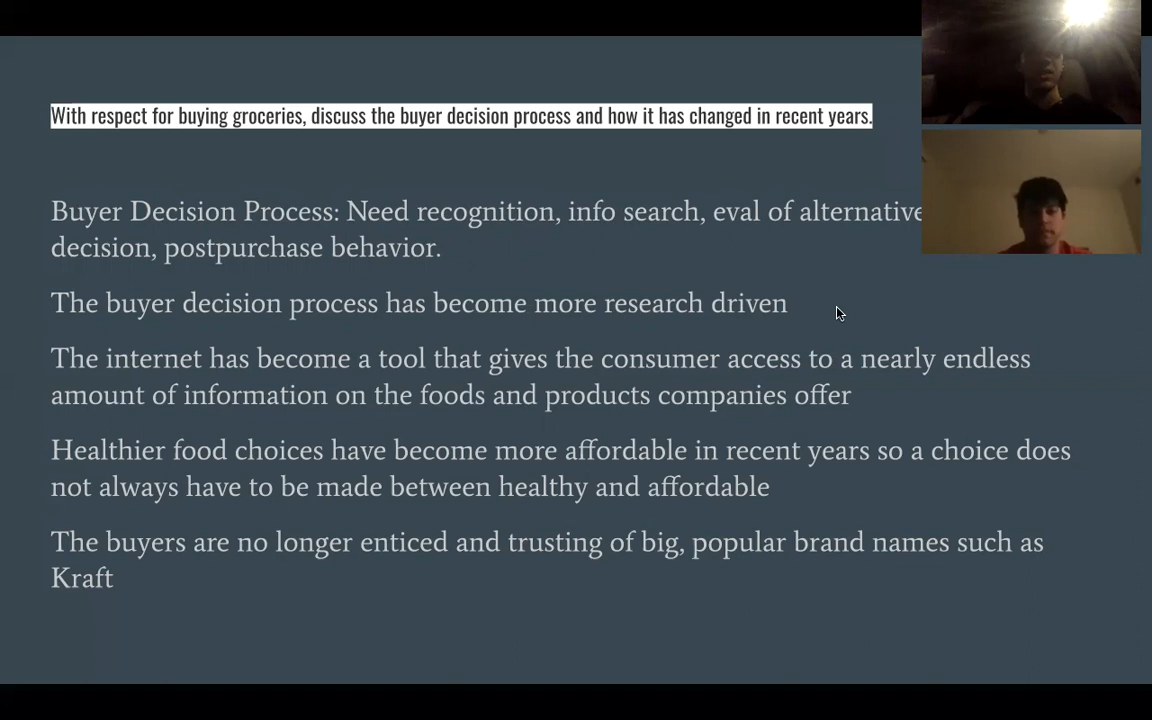 With respect for buying groceries, discuss the buyer decision process and how it has changed in recent years.
Buyer Decision Process: Need recognition, info search, eval of alternative
decision, postpurchase behavior.
The buyer decision process has become more research driven
The internet has become a tool that gives the consumer access to a nearly endless
amount of information on the foods and products companies offer
Healthier food choices have become more affordable in recent years so a choice does
not always have to be made between healthy and affordable
The buyers are no longer enticed and trusting of big, popular brand names such as
Kraft